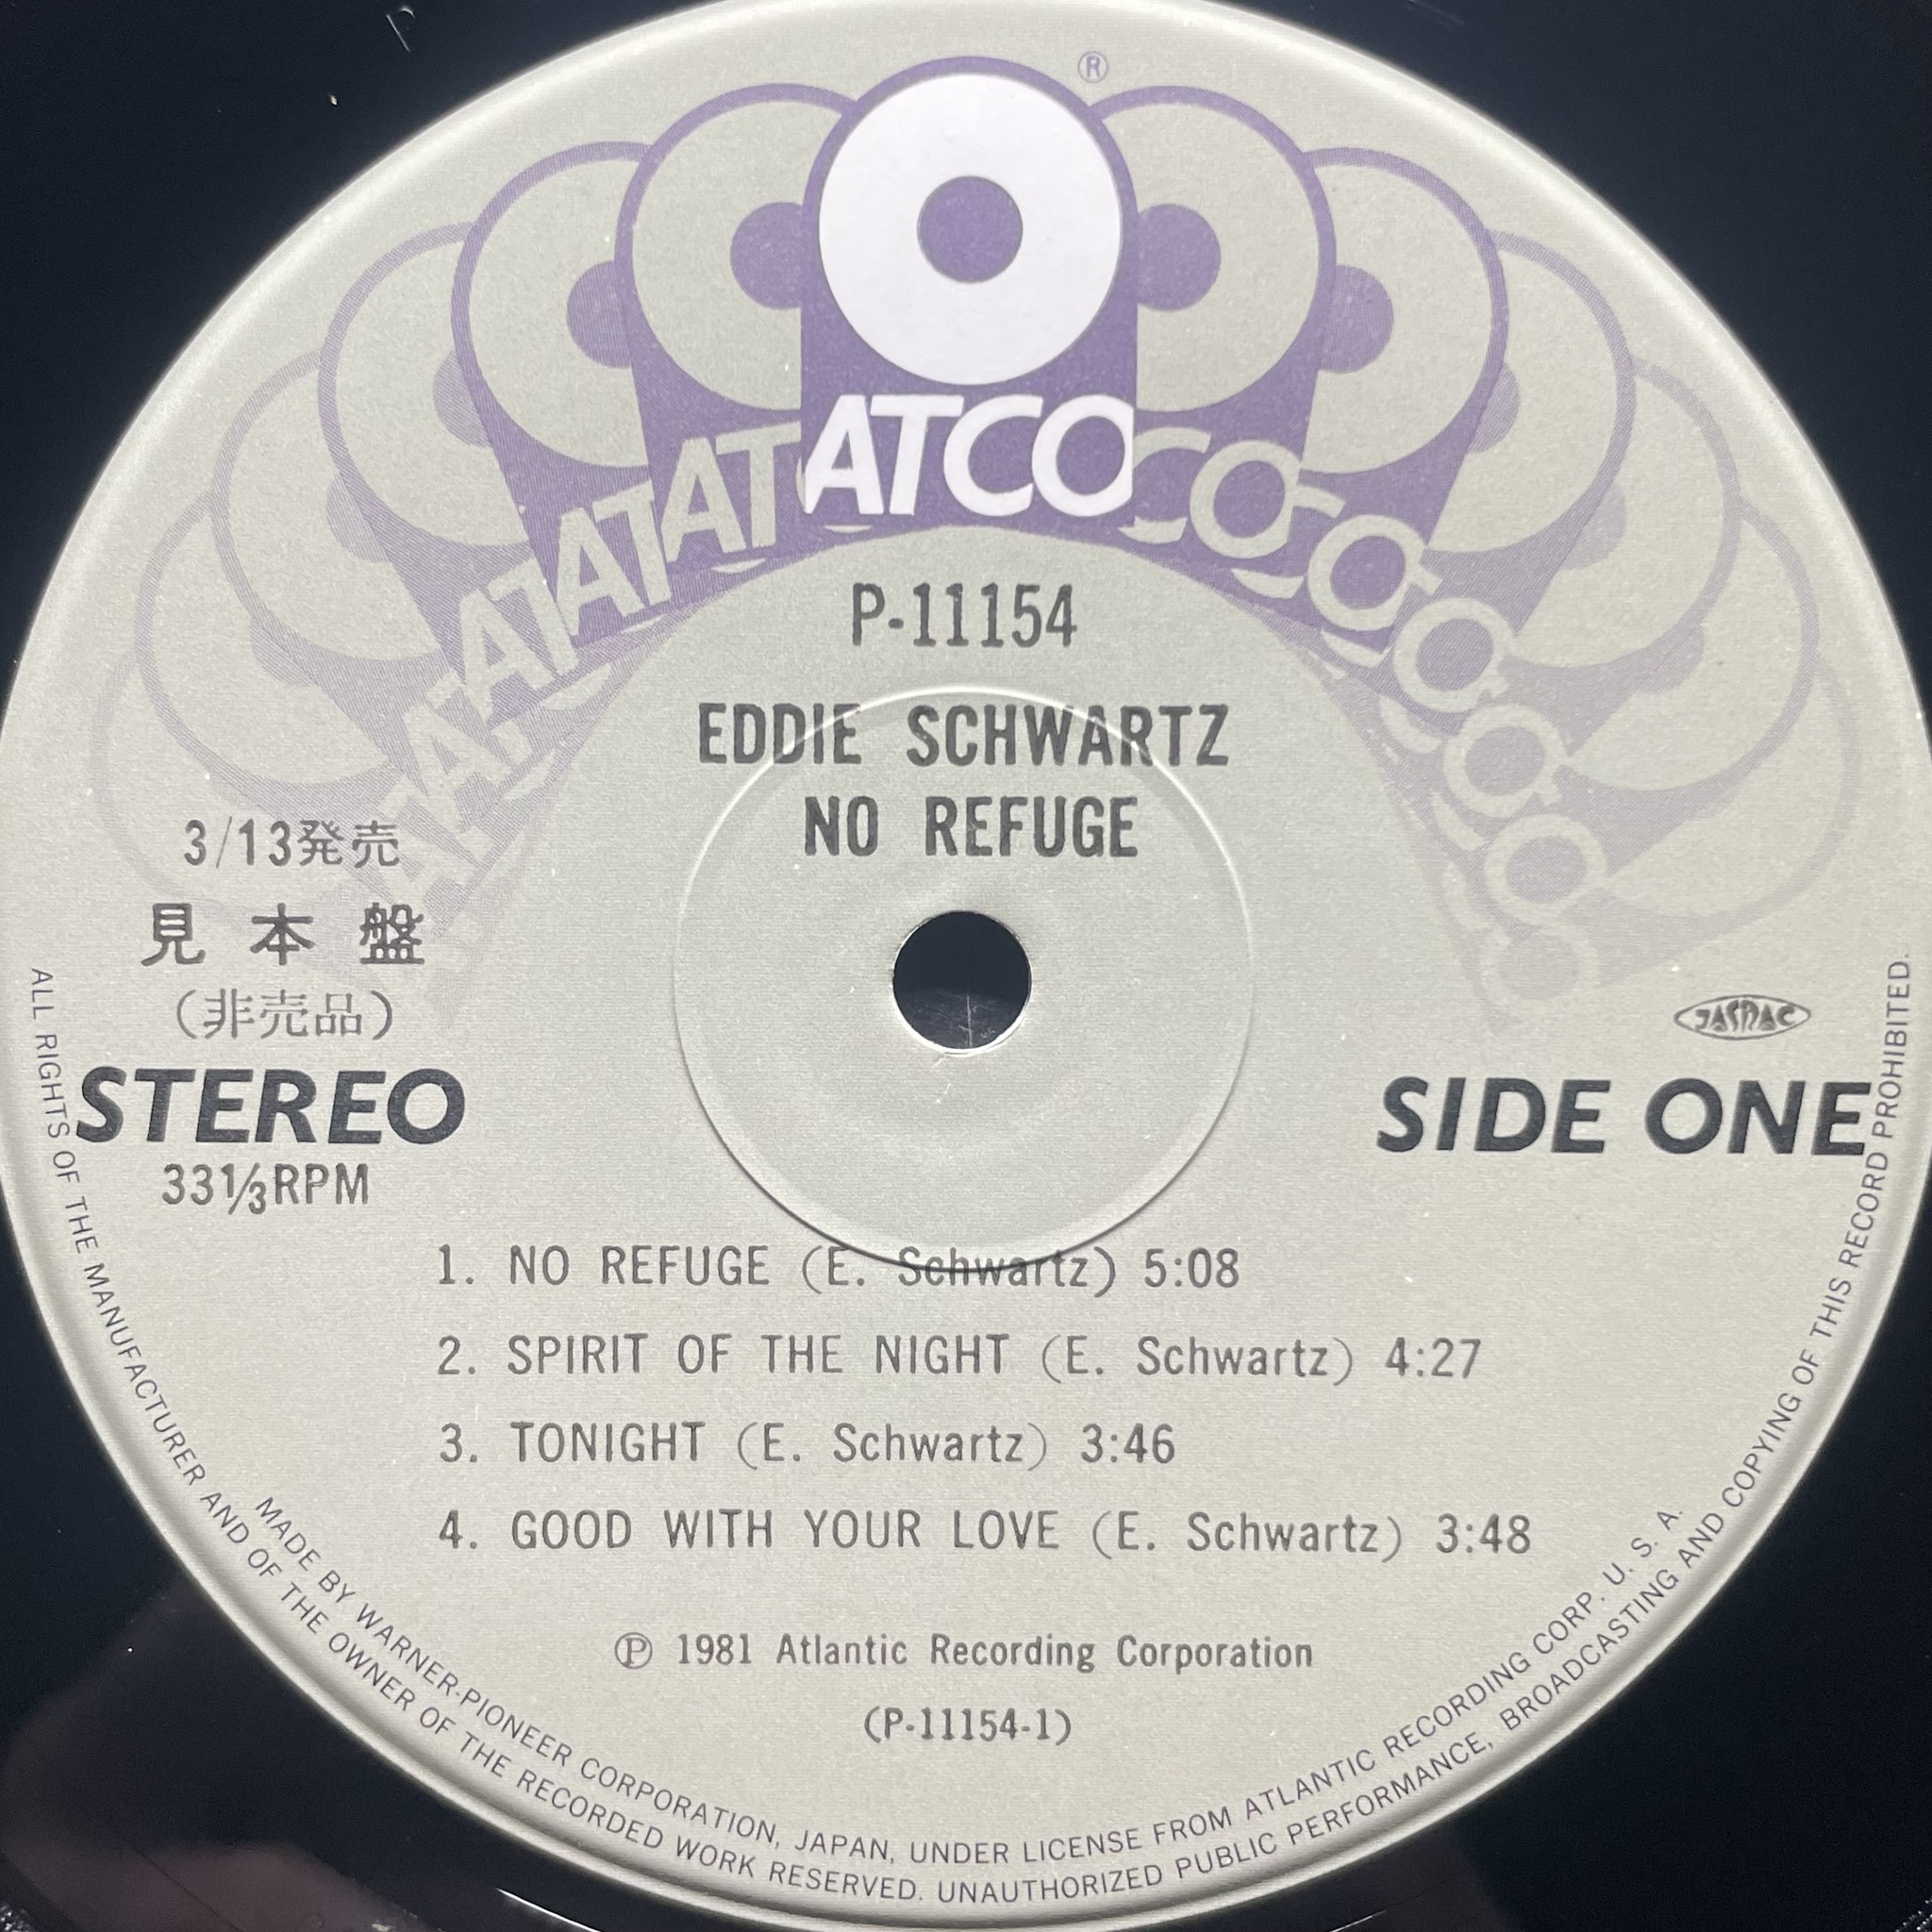 ®
ATCO
P-11154
EDDIE SCHWARTZ
NO REFUGE
3/13発売
見本盤
(非売品)
STEREO
33⅓RPM
JASRAC
SIDE ONE
1. NO REFUGE (E. Schwartz) 5:08
2. SPIRIT OF THE NIGHT (E. Schwartz) 4:27
3. TONIGHT (E. Schwartz) 3:46
4. GOOD WITH YOUR LOVE (E. Schwartz) 3:48
℗ 1981 Atlantic Recording Corporation
(P-11154-1)
MADE BY WARNER-PIONEER CORPORATION, JAPAN, UNDER LICENSE FROM ATLANTIC RECORDING CORP. U. S. A.
ALL RIGHTS OF THE MANUFACTURER AND OF THE OWNER OF THE RECORDED WORK RESERVED. UNAUTHORIZED PUBLIC PERFORMANCE, BROADCASTING AND COPYING OF THIS RECORD PROHIBITED.